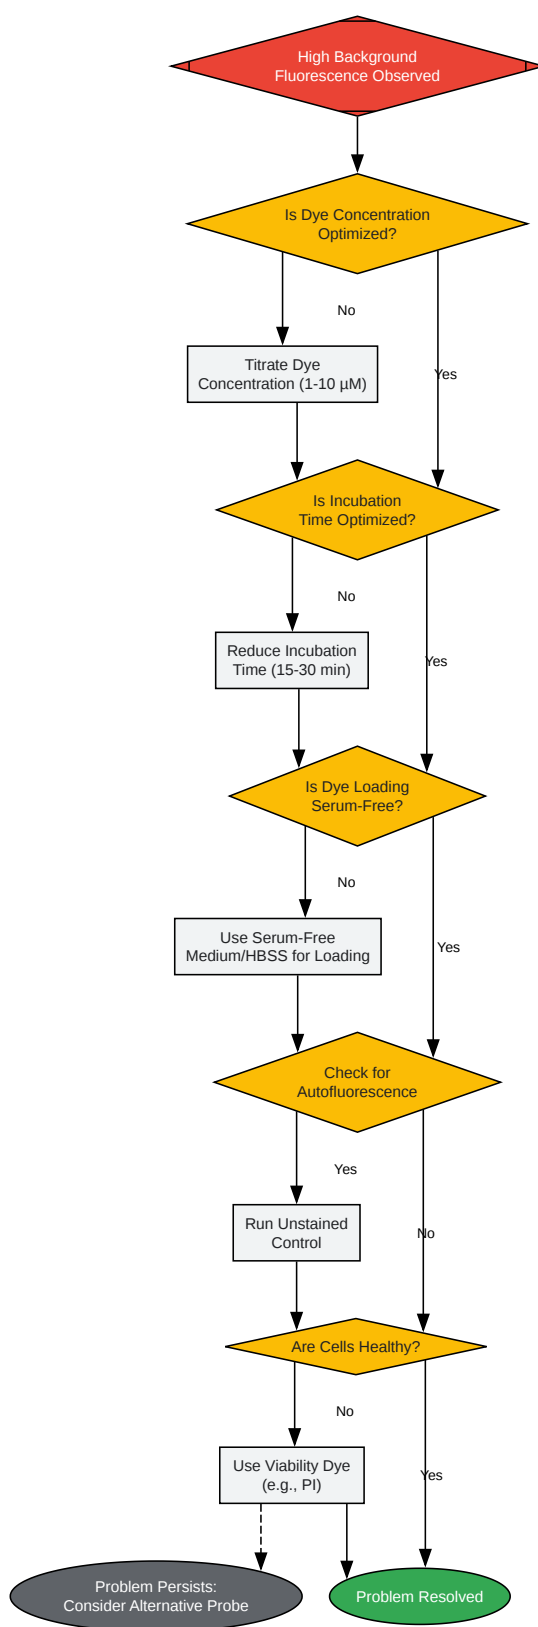 High Background
Fluorescence Observed
Is Dye Concentration
Optimized?
No
Titrate Dye
Concentration (1-10 µM)
Yes
Is Incubation
Time Optimized?
No
Reduce Incubation
Time (15-30 min)
Yes
Is Dye Loading
Serum-Free?
No
Use Serum-Free
Medium/HBSS for Loading
Yes
Check for
Autofluorescence
Yes
Run Unstained
Control
No
Are Cells Healthy?
No
Use Viability Dye
(e.g., PI)
Yes
Problem Persists:
Consider Alternative Probe
Problem Resolved